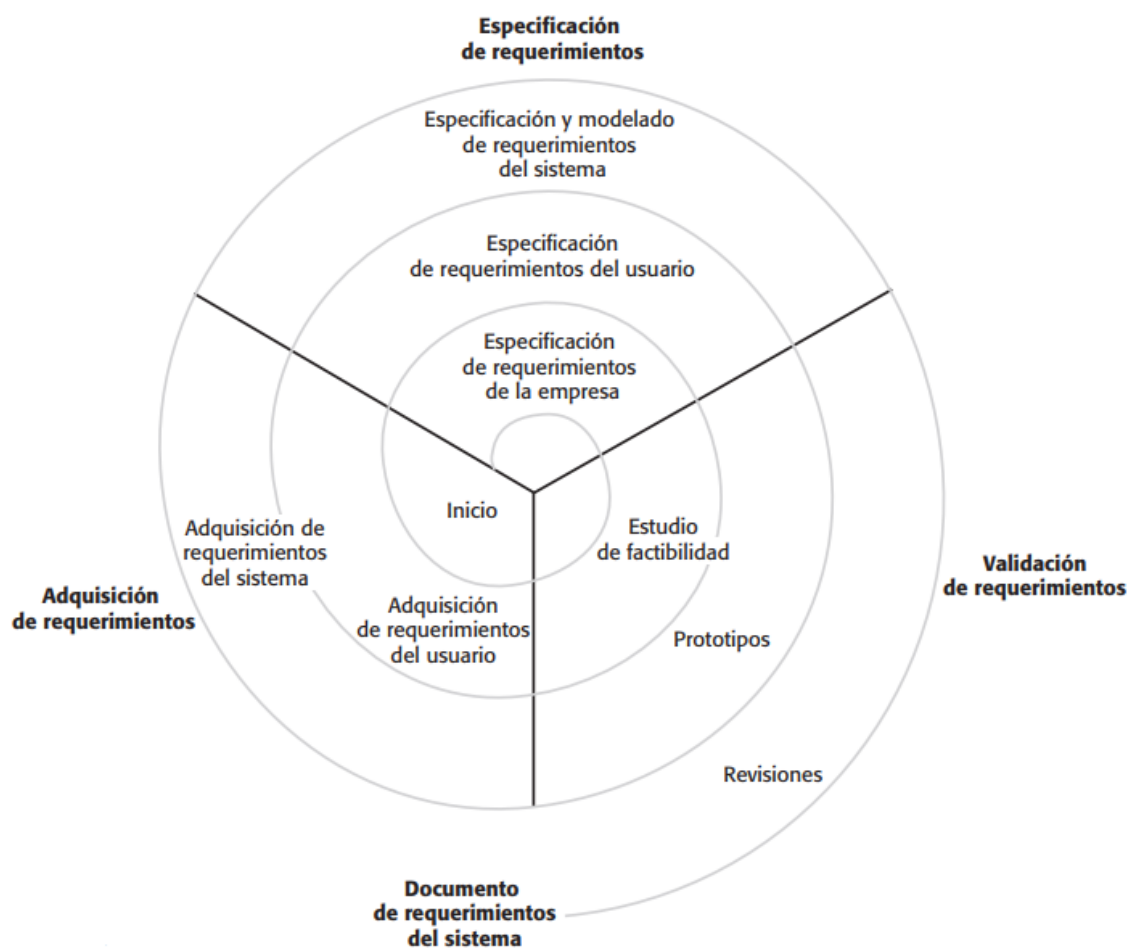 Especificación
de requerimientos
Especificación y modelado
de requerimientos
del sistema
Especificación
de requerimientos del usuario
Especificación
de requerimientos
de la empresa
Inicio
Estudio
de factibilidad
Adquisición de
requerimientos
del sistema
Validación
de requerimientos
Adquisición
de requerimientos
Adquisición
de requerimientos
del usuario
Prototipos
Revisiones
Documento
de requerimientos
del sistema